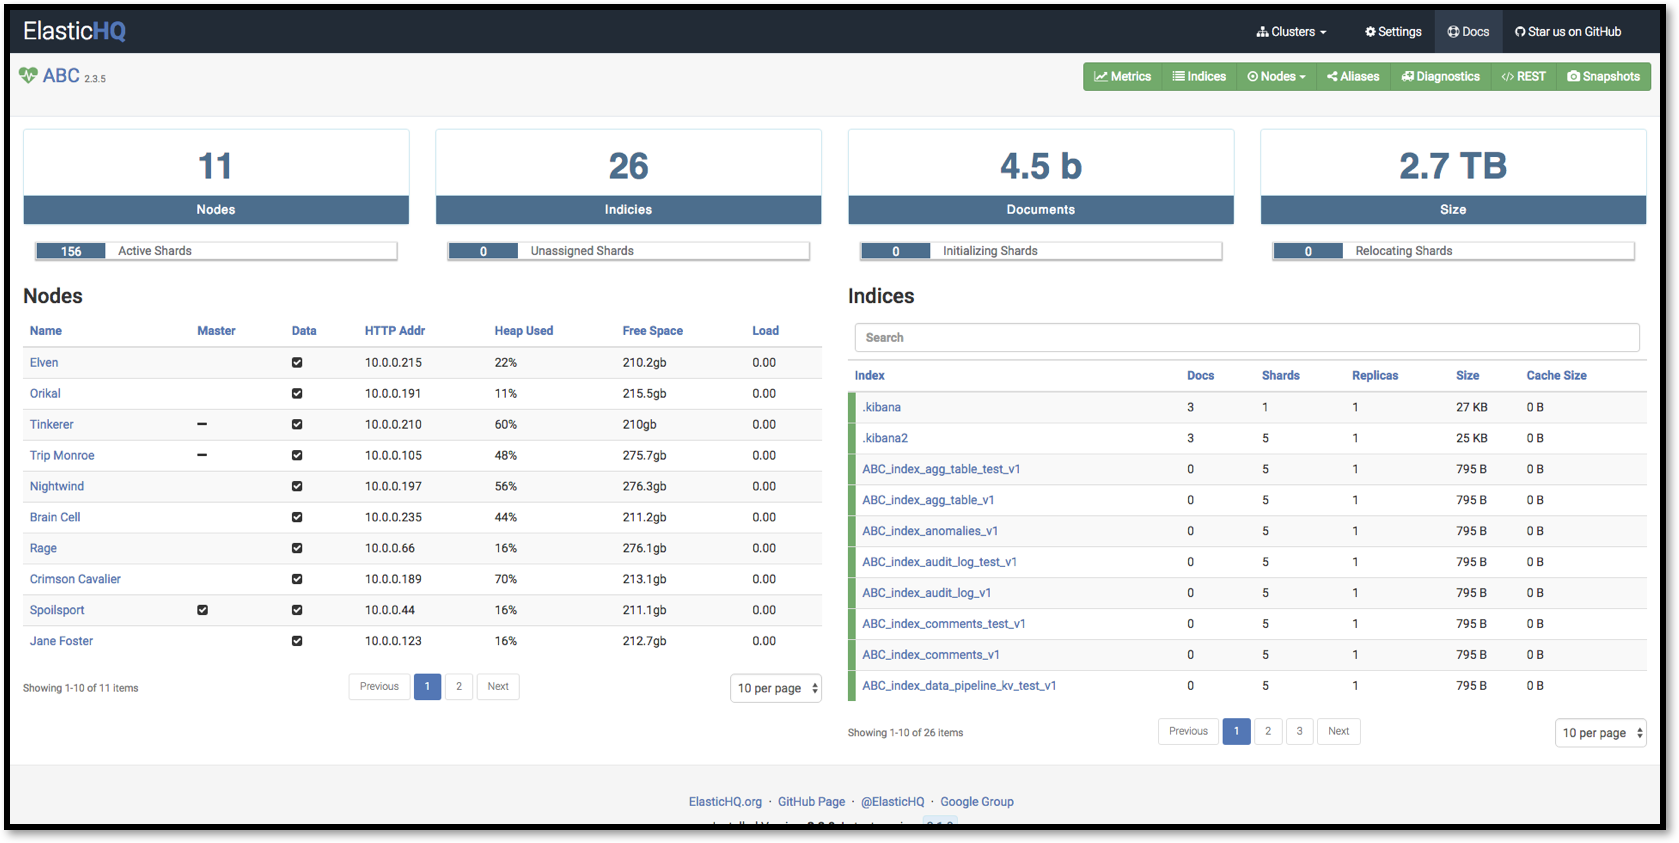 ElasticHQ
Clusters
Settings
Docs
Star us on GitHub
ABC 2.3.5
Metrics
Indices
Nodes
Aliases
Diagnostics
</> REST
Snapshots
11
Nodes
26
Indicies
4.5 b
Documents
2.7 TB
Size
156 Active Shards
0 Unassigned Shards
0 Initializing Shards
0 Relocating Shards
Nodes
Name Master Data HTTP Addr Heap Used Free Space Load
Elven 10.0.0.215 22% 210.2gb 0.00
Orikal 10.0.0.191 11% 215.5gb 0.00
Tinkerer 10.0.0.210 60% 210gb 0.00
Trip Monroe 10.0.0.105 48% 275.7gb 0.00
Nightwind 10.0.0.197 56% 276.3gb 0.00
Brain Cell 10.0.0.235 44% 211.2gb 0.00
Rage 10.0.0.66 16% 276.1gb 0.00
Crimson Cavalier 10.0.0.189 70% 213.1gb 0.00
Spoilsport 10.0.0.44 16% 211.1gb 0.00
Jane Foster 10.0.0.123 16% 212.7gb 0.00
Showing 1-10 of 11 items
Previous 1 2 Next
10 per page
Indices
Search
Index Docs Shards Replicas Size Cache Size
.kibana 3 1 1 27 KB 0 B
.kibana2 3 5 1 25 KB 0 B
ABC_index_agg_table_test_v1 0 5 1 795 B 0 B
ABC_index_agg_table_v1 0 5 1 795 B 0 B
ABC_index_anomalies_v1 0 5 1 795 B 0 B
ABC_index_audit_log_test_v1 0 5 1 795 B 0 B
ABC_index_audit_log_v1 0 5 1 795 B 0 B
ABC_index_comments_test_v1 0 5 1 795 B 0 B
ABC_index_comments_v1 0 5 1 795 B 0 B
ABC_index_data_pipeline_kv_test_v1 0 5 1 795 B 0 B
Showing 1-10 of 26 items
Previous 1 2 3 Next
10 per page
ElasticHQ.org · GitHub Page · @ElasticHQ · Google Group